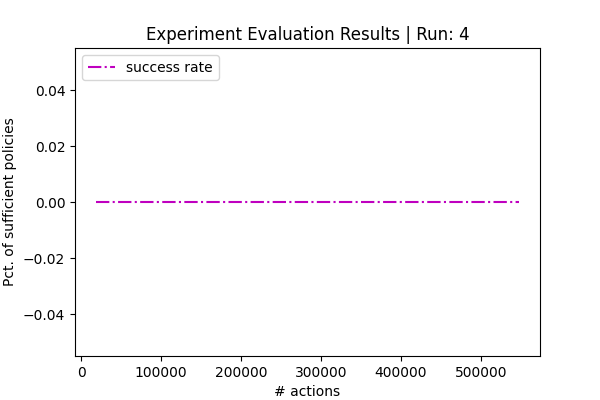 Experiment Evaluation Results | Run: 4
success rate
Pct. of sufficient policies
0.04
0.02
0.00
−0.02
−0.04
0 100000 200000 300000 400000 500000
# actions